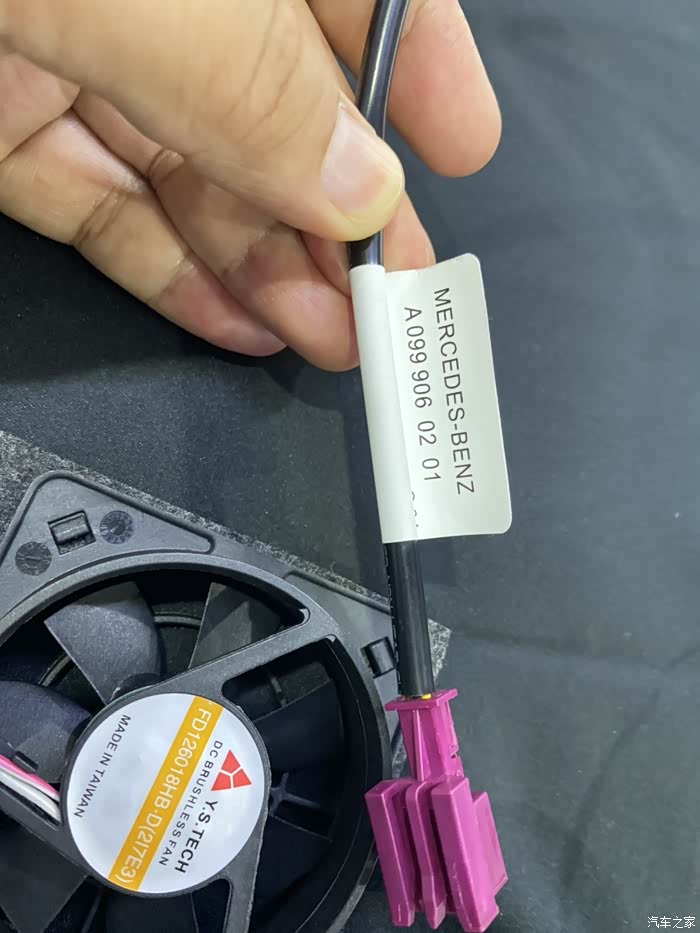 MERCEDES-BENZ
A 099 906 02 01
Y.S.TECH
DC BRUSHLESS FAN
FD126018HB-D(2I7E3)
MADE IN TAIWAN
汽车之家